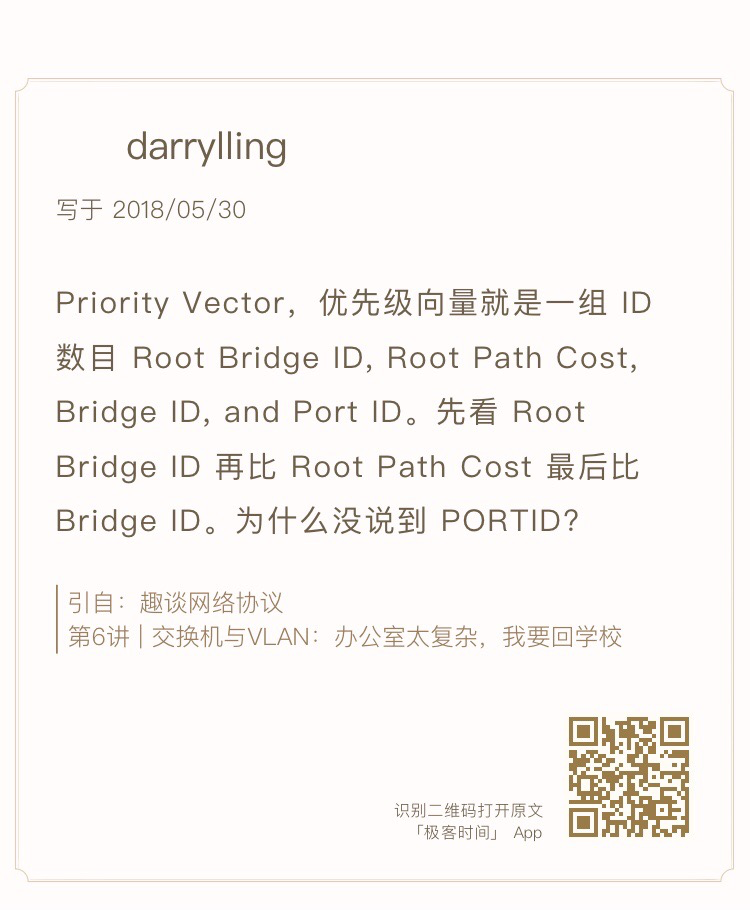 darrylling
写于 2018/05/30
Priority Vector，优先级向量就是一组 ID
数目 Root Bridge ID, Root Path Cost,
Bridge ID, and Port ID。先看 Root
Bridge ID 再比 Root Path Cost 最后比
Bridge ID。为什么没说到 PORTID？
引自：趣谈网络协议
第6讲 | 交换机与VLAN：办公室太复杂，我要回学校
识别二维码打开原文
「极客时间」 App